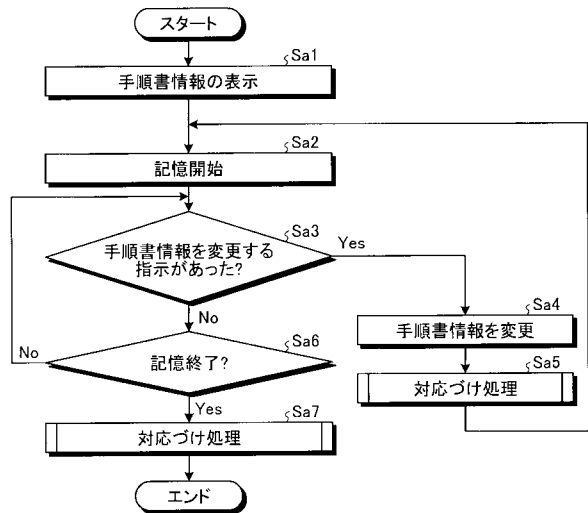 スタート
Sa1
手順書情報の表示
Sa2
記憶開始
Sa3
手順書情報を変更する
指示があった?
Yes
No
Sa4
手順書情報を変更
Sa5
対応づけ処理
Sa6
記憶終了?
No
Yes
Sa7
対応づけ処理
エンド